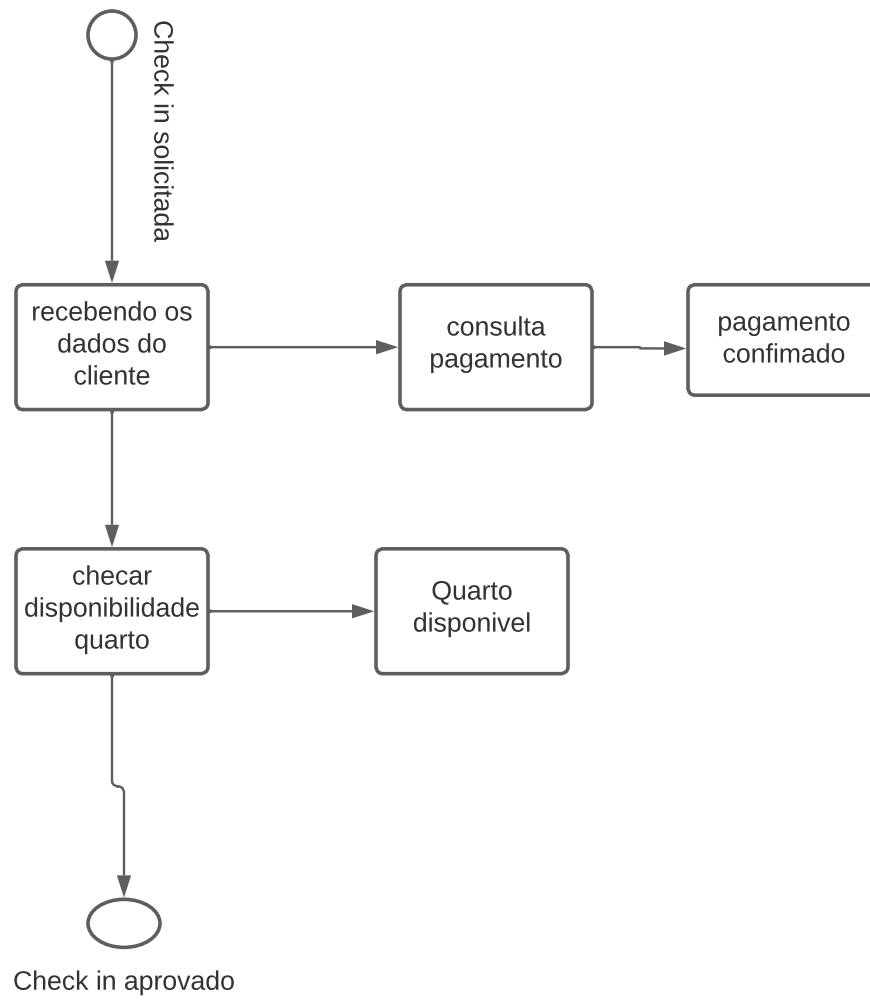 Check in solicitada
recebendo os
dados do
cliente
consulta
pagamento
pagamento
confimado
checar
disponibilidade
quarto
Quarto
disponivel
Check in aprovado